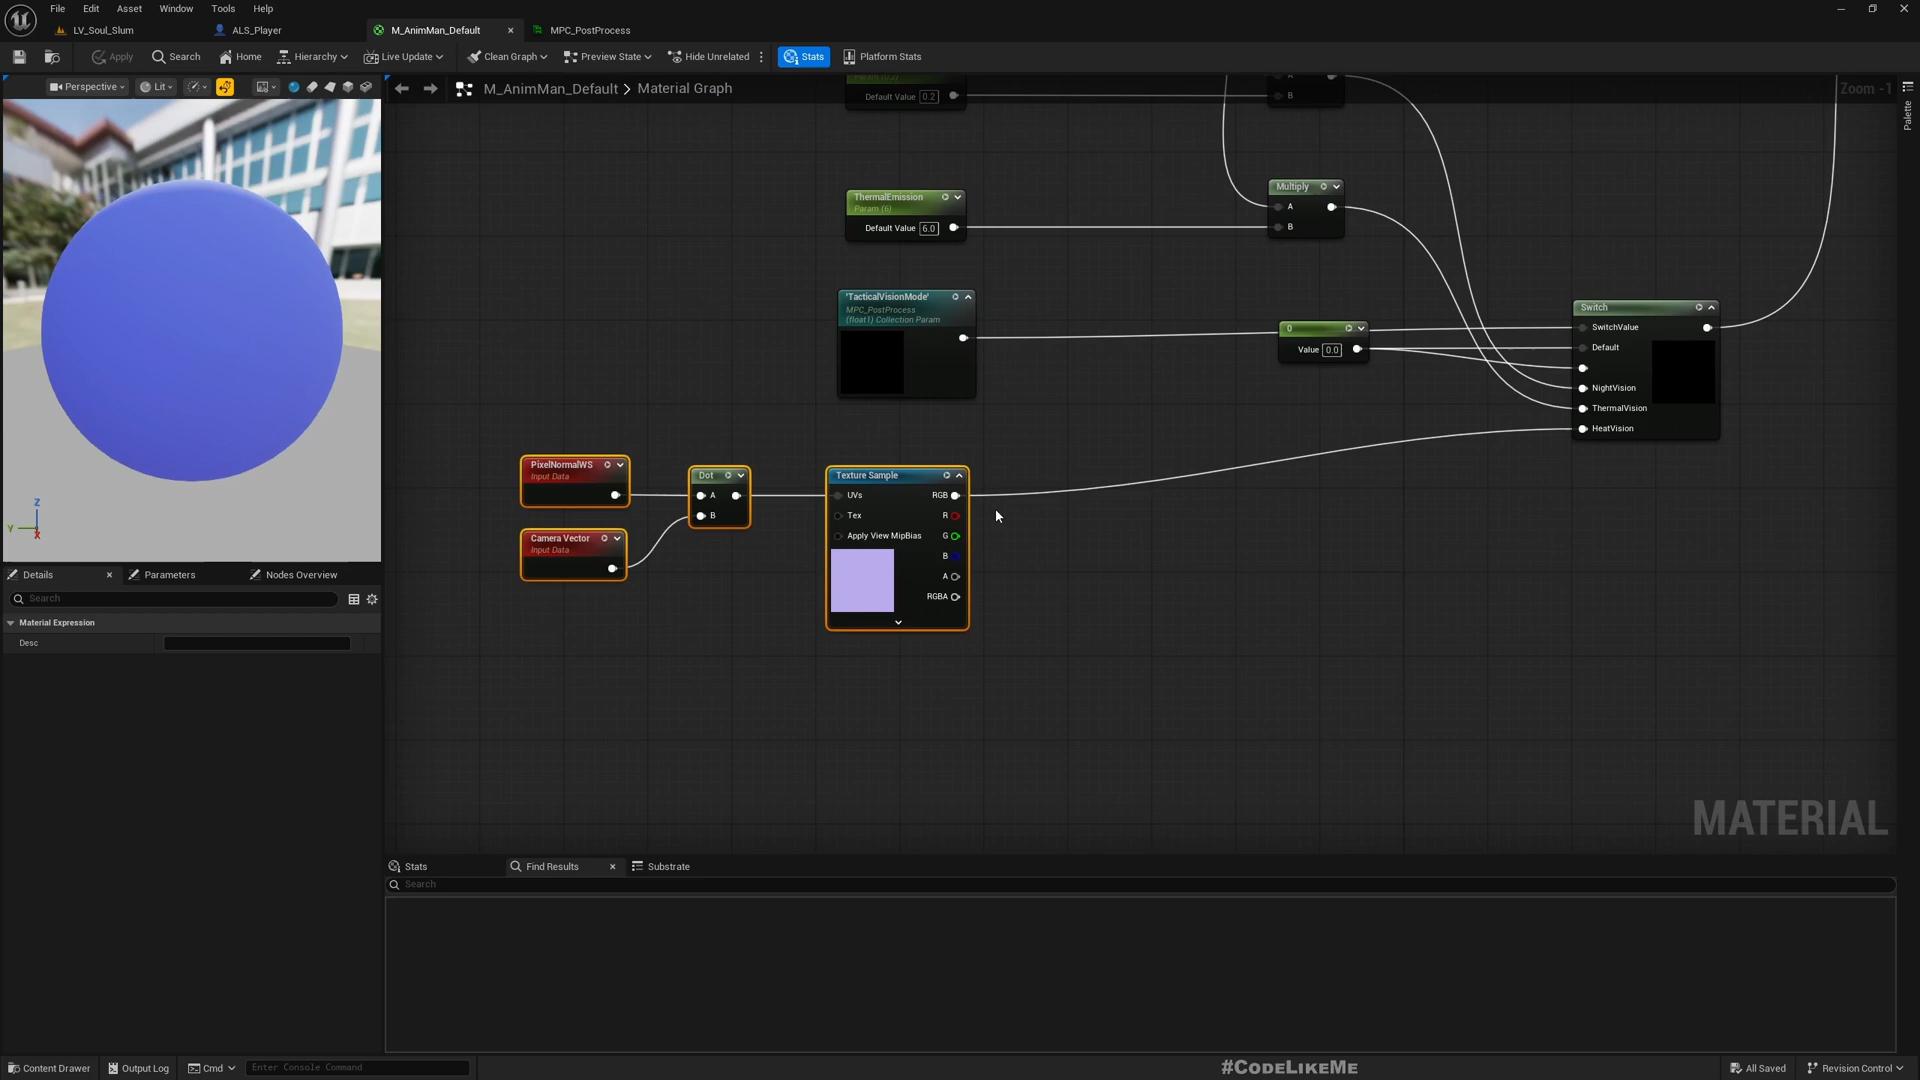 File Edit Asset Window Tools Help
LV_Soul_Slum ALS_Player M_AnimMan_Default MPC_PostProcess
Apply Search Home Hierarchy Live Update Clean Graph Preview State Hide Unrelated Stats Platform Stats
Perspective Lit
M_AnimMan_Default > Material Graph
Zoom -1
Palette
Default Value 0.2
B
ThermalEmission
Param (6)
Default Value 6.0
Multiply
A
B
'TacticalVisionMode'
MPC_PostProcess
(float1) Collection Param
0
Value 0.0
Switch
SwitchValue
Default
NightVision
ThermalVision
HeatVision
PixelNormalWS
Input Data
Camera Vector
Input Data
Dot
A
B
Texture Sample
UVs RGB
Tex R
Apply View MipBias G
B
A
RGBA
Z
Y
X
MATERIAL
Details Parameters Nodes Overview
Search
Material Expression
Desc
Stats Find Results Substrate
Search
Content Drawer Output Log Cmd Enter Console Command
#CodeLikeMe
All Saved Revision Control